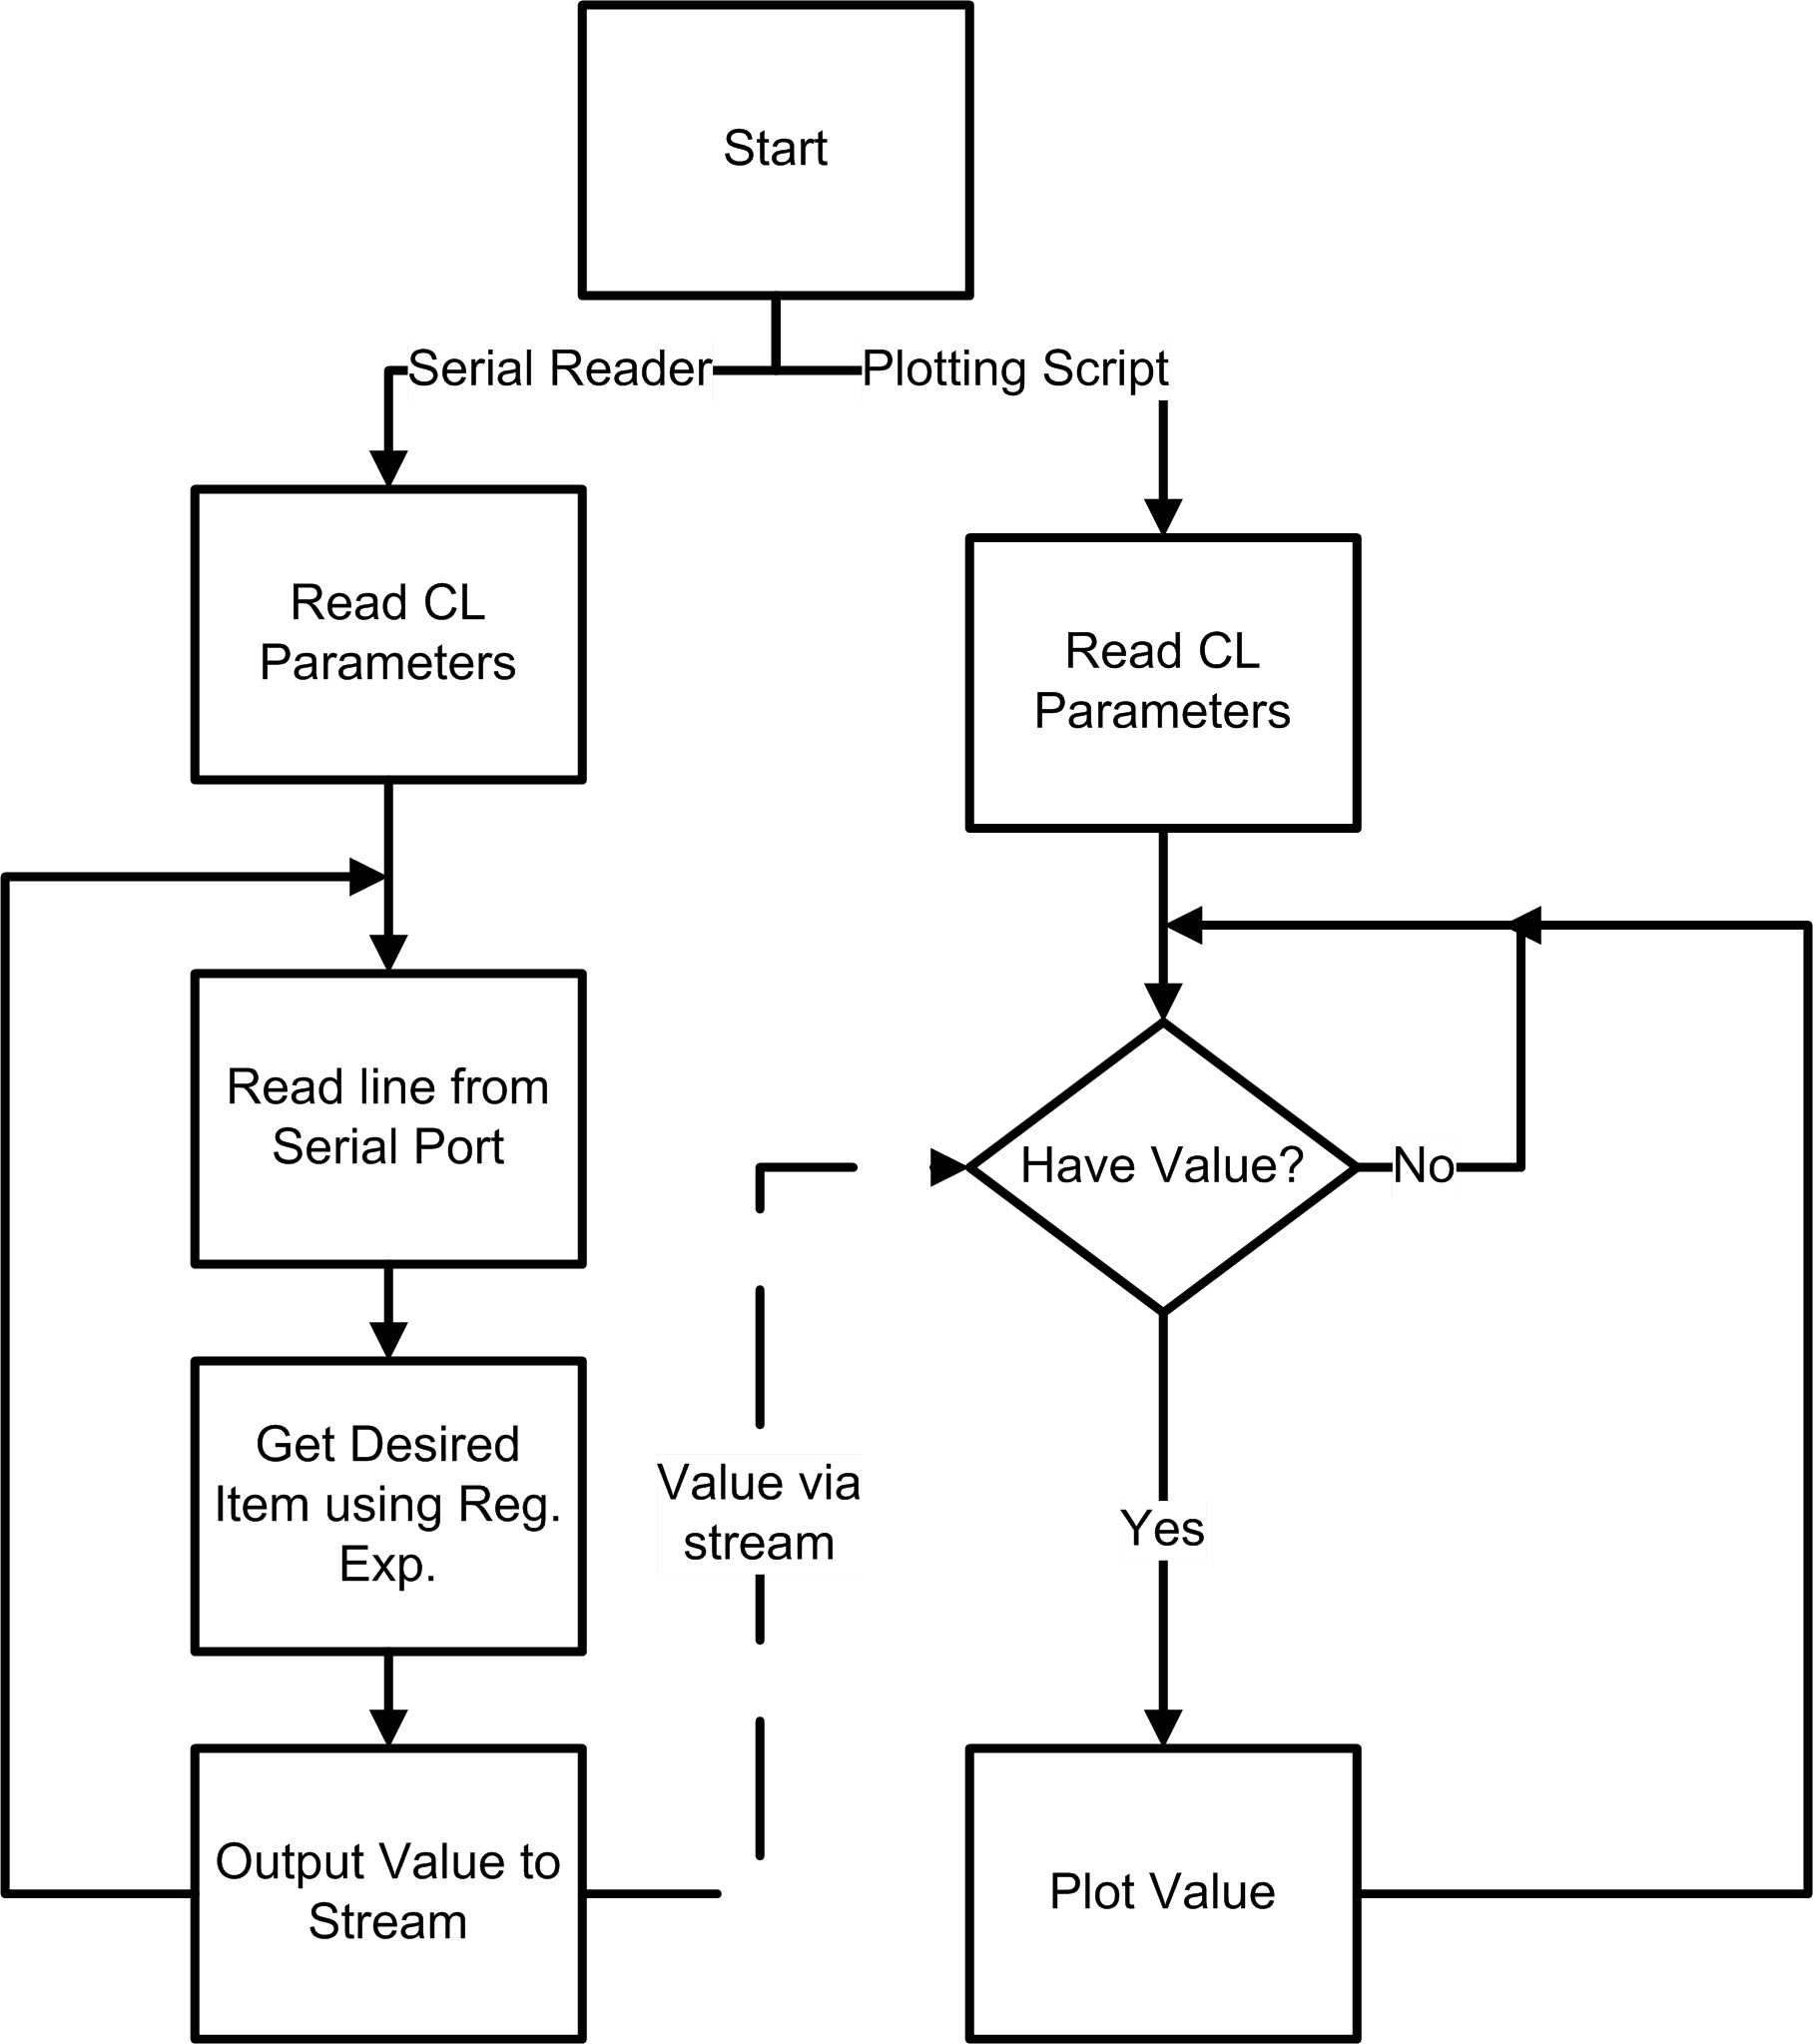 Start
Serial Reader
Plotting Script
Read CL
Parameters
Read CL
Parameters
Read line from
Serial Port
Have Value?
No
Get Desired
Item using Reg.
Exp.
Value via
stream
Yes
Output Value to
Stream
Plot Value